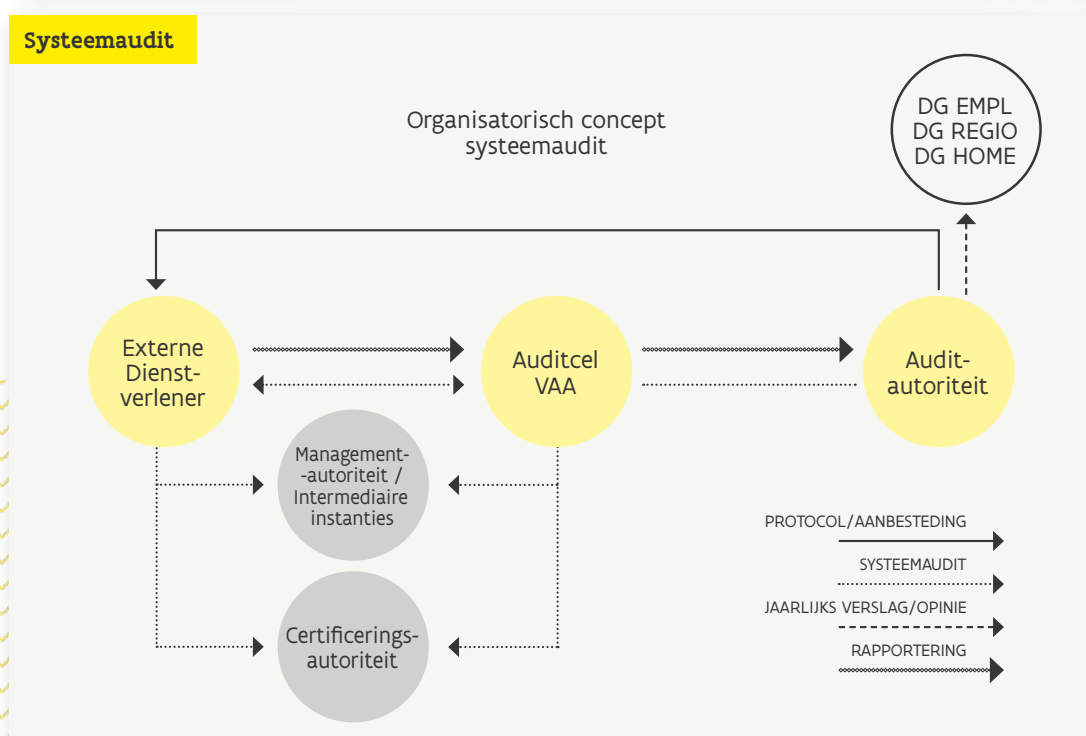 Systeemaudit
Organisatorisch concept
systeemaudit
DG EMPL
DG REGIO
DG HOME
Externe
Dienst-
verlener
Auditcel
VAA
Audit-
autoriteit
Management-
-autoriteit /
Intermediaire
instanties
Certificerings-
autoriteit
PROTOCOL/AANBESTEDING
SYSTEEMAUDIT
JAARLIJKS VERSLAG/OPINIE
RAPPORTERING